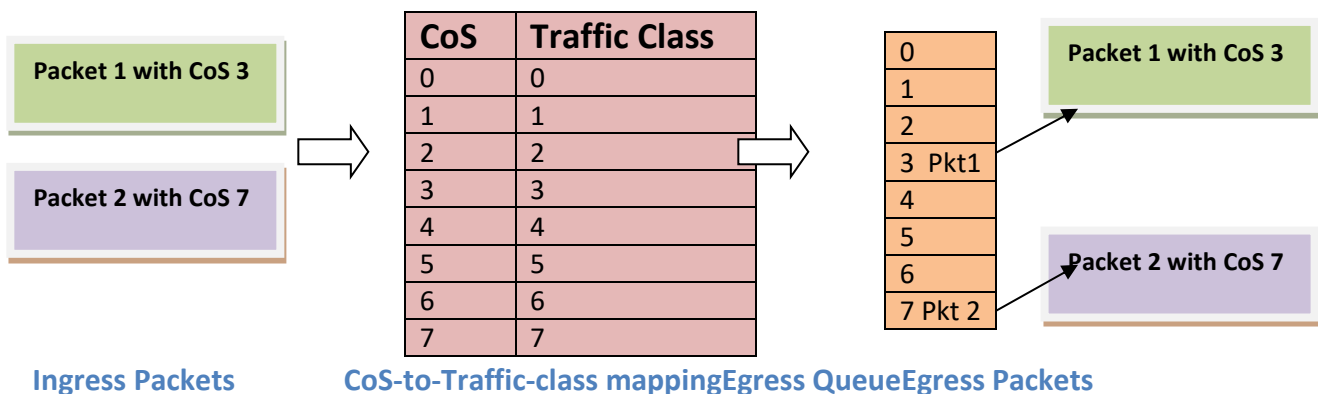 Packet 1 with CoS 3
Packet 2 with CoS 7
CoS Traffic Class
0 0
1 1
2 2
3 3
4 4
5 5
6 6
7 7
0
1
2
3 Pkt1
4
5
6
7 Pkt 2
Packet 1 with CoS 3
Packet 2 with CoS 7
Ingress Packets
CoS-to-Traffic-class mappingEgress QueueEgress Packets